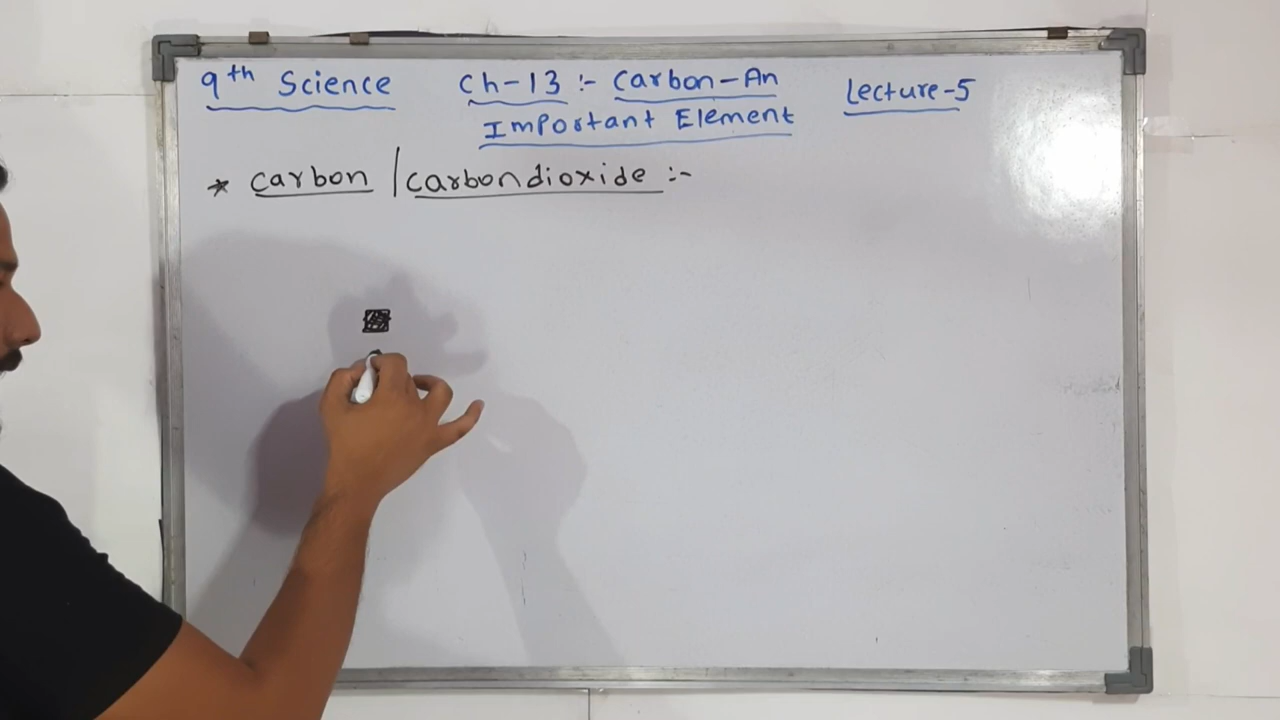 9th Science Ch-13 :- Carbon-An Lecture-5
Important Element
* carbon / carbondioxide :-